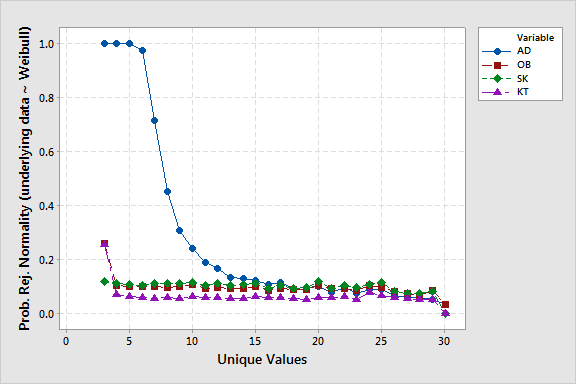 Prob. Rej. Normality (underlying data ~ Weibull)
1.0
0.8
0.6
0.4
0.2
0.0
0 5 10 15 20 25 30
Unique Values
Variable
AD
OB
SK
KT